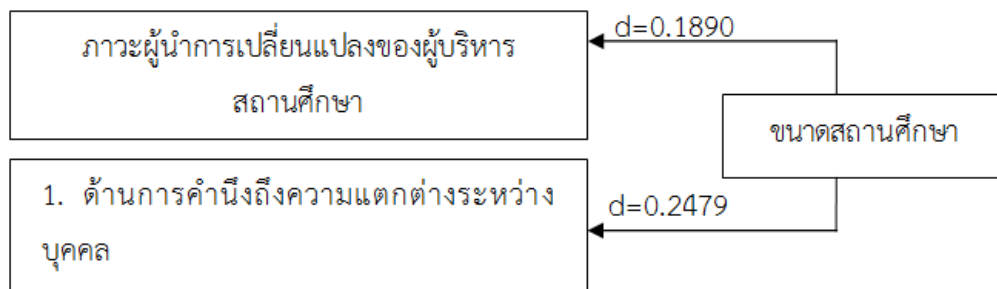 ภาวะผู้นำการเปลี่ยนแปลงของผู้บริหาร
สถานศึกษา
d=0.1890
ขนาดสถานศึกษา
1. ด้านการคำนึงถึงความแตกต่างระหว่าง
บุคคล
d=0.2479